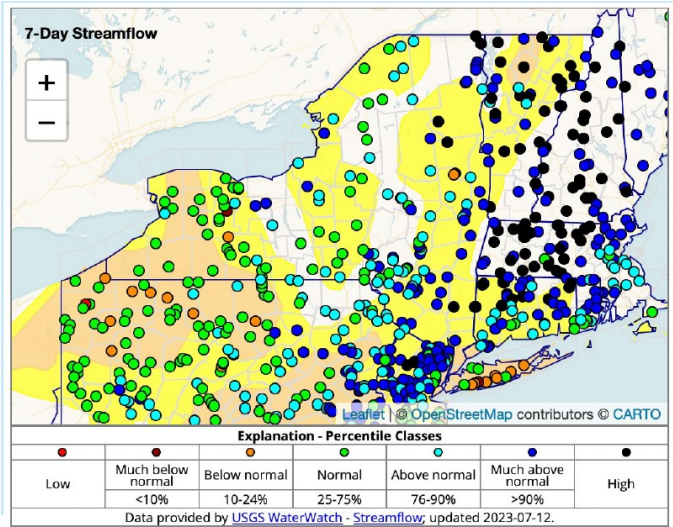 7-Day Streamflow
+
−
Leaflet | © OpenStreetMap contributors © CARTO
Explanation - Percentile Classes
Low
Much below normal
Below normal
Normal
Above normal
Much above normal
High
<10%
10-24%
25-75%
76-90%
>90%
Data provided by USGS WaterWatch - Streamflow; updated 2023-07-12.